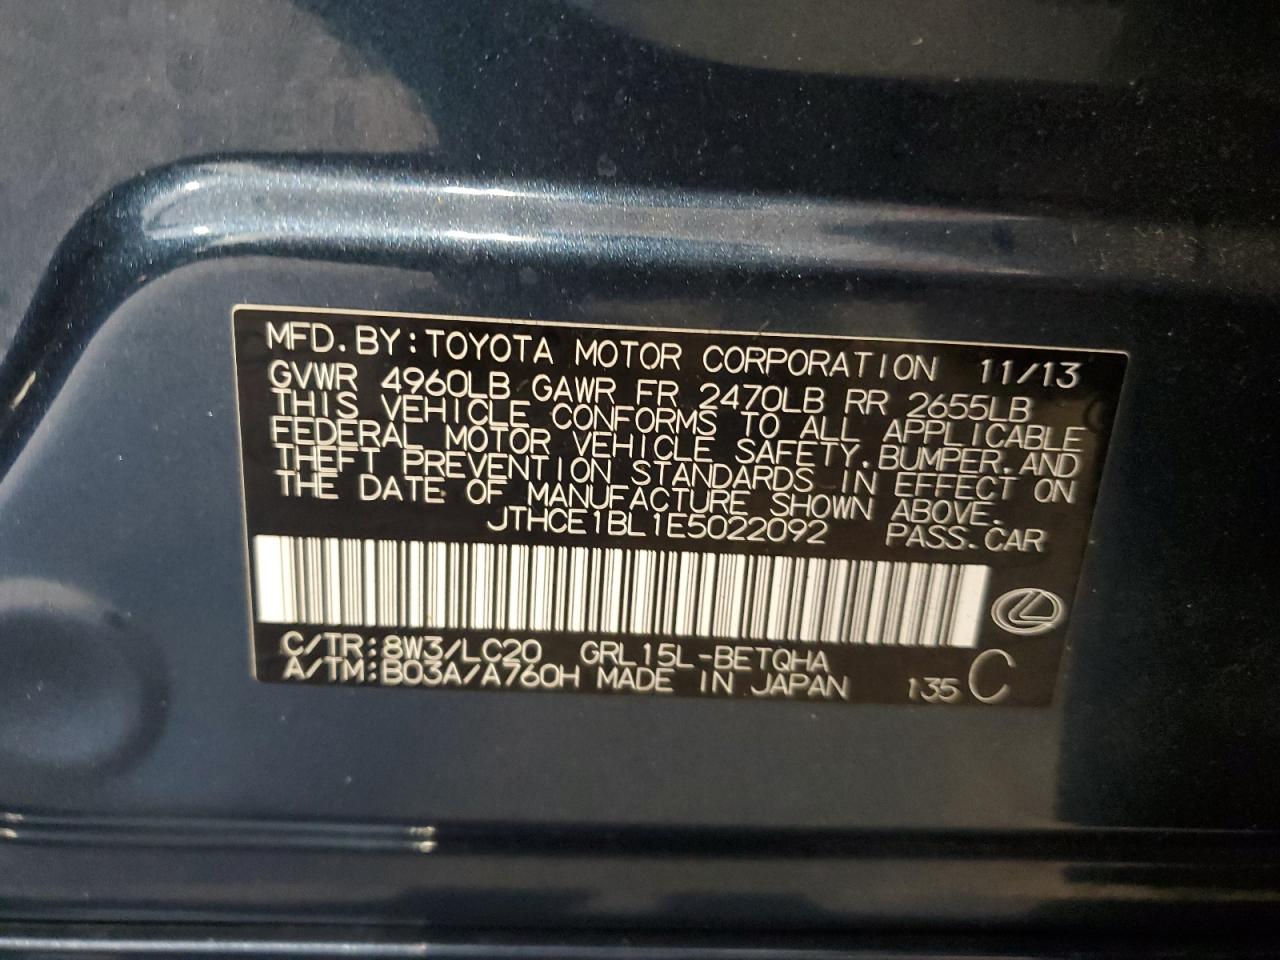 MFD. BY: TOYOTA MOTOR CORPORATION 11/13
GVWR 4960LB GAWR FR 2470LB RR 2655LB
THIS VEHICLE CONFORMS TO ALL APPLICABLE
FEDERAL MOTOR VEHICLE SAFETY, BUMPER, AND
THEFT PREVENTION STANDARDS IN EFFECT ON
THE DATE OF MANUFACTURE SHOWN ABOVE.
JTHCE1BL1E5022092 PASS. CAR
C/TR: 8W3/LC20 GRL15L-BETQHA
A/TM: B03A/A760H MADE IN JAPAN 135 C